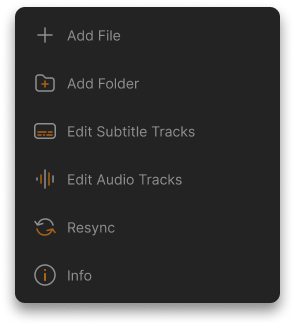 Add File
Add Folder
Edit Subtitle Tracks
Edit Audio Tracks
Resync
Info